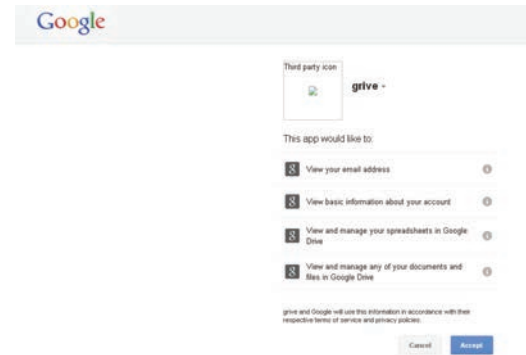 Google
Third party icon
grive -
This app would like to:
View your email address
View basic information about your account
View and manage your spreadsheets in Google
Drive
View and manage any of your documents and
files in Google Drive
grive and Google will use this information in accordance with their
respective terms of service and privacy policies.
Cancel Accept